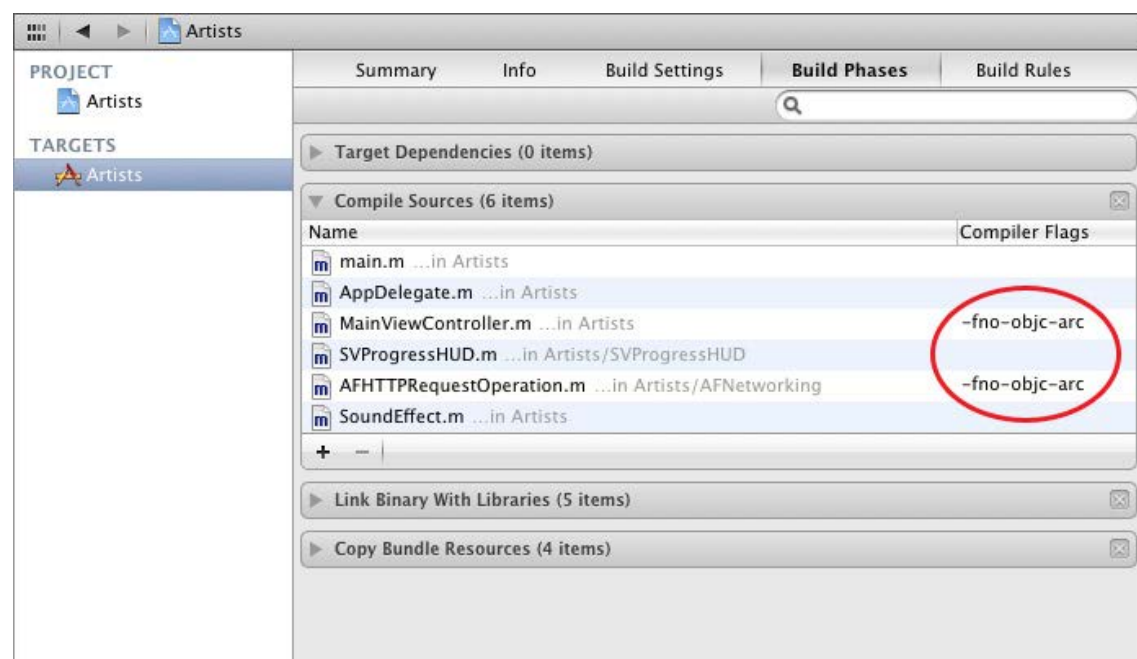 Artists
PROJECT
Artists
TARGETS
Artists
Summary Info Build Settings Build Phases Build Rules
Target Dependencies (0 items)
Compile Sources (6 items)
Name Compiler Flags
m main.m ...in Artists
m AppDelegate.m ...in Artists
m MainViewController.m ...in Artists -fno-objc-arc
m SVProgressHUD.m ...in Artists/SVProgressHUD
m AFHTTPRequestOperation.m ...in Artists/AFNetworking -fno-objc-arc
m SoundEffect.m ...in Artists
+ −
Link Binary With Libraries (5 items)
Copy Bundle Resources (4 items)